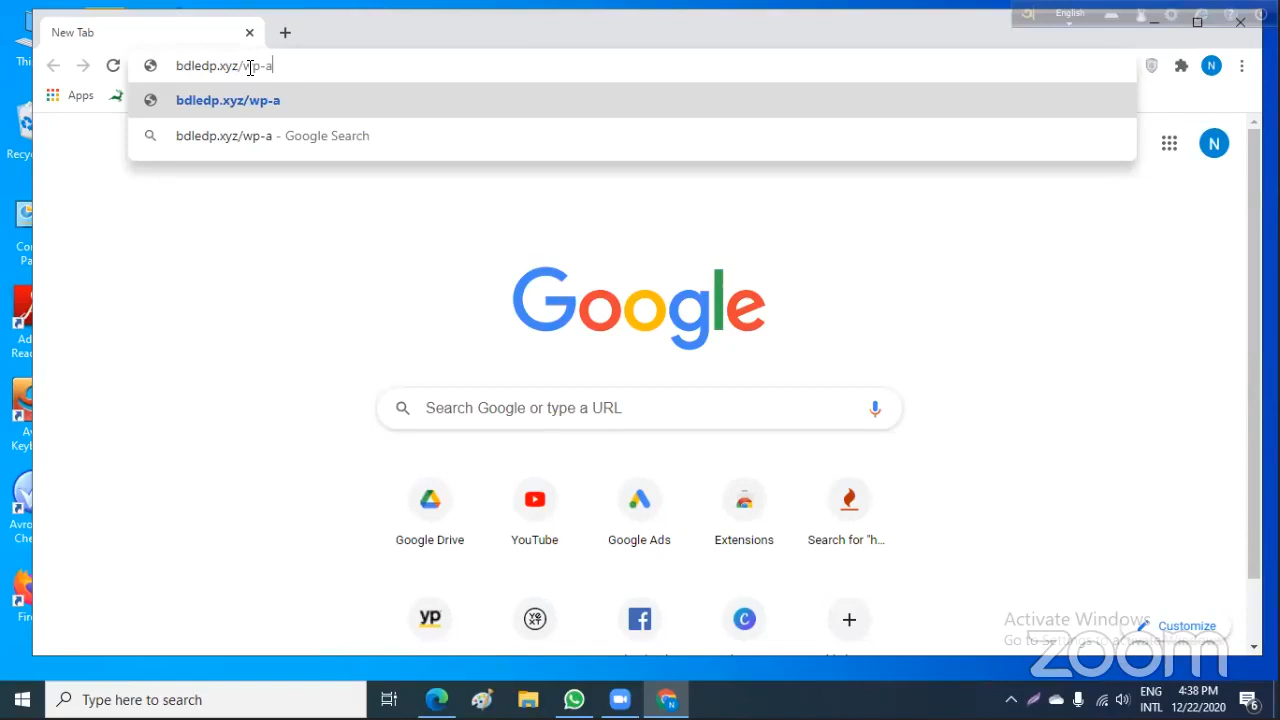 New Tab
English
bdledp.xyz/wp-a
N
Apps
bdledp.xyz/wp-a
bdledp.xyz/wp-a - Google Search
N
Google
Search Google or type a URL
Google Drive
YouTube
Google Ads
Extensions
Search for "h...
yp
Activate Windows
Customize
zoom
Type here to search
ENG
INTL
4:38 PM
12/22/2020
6